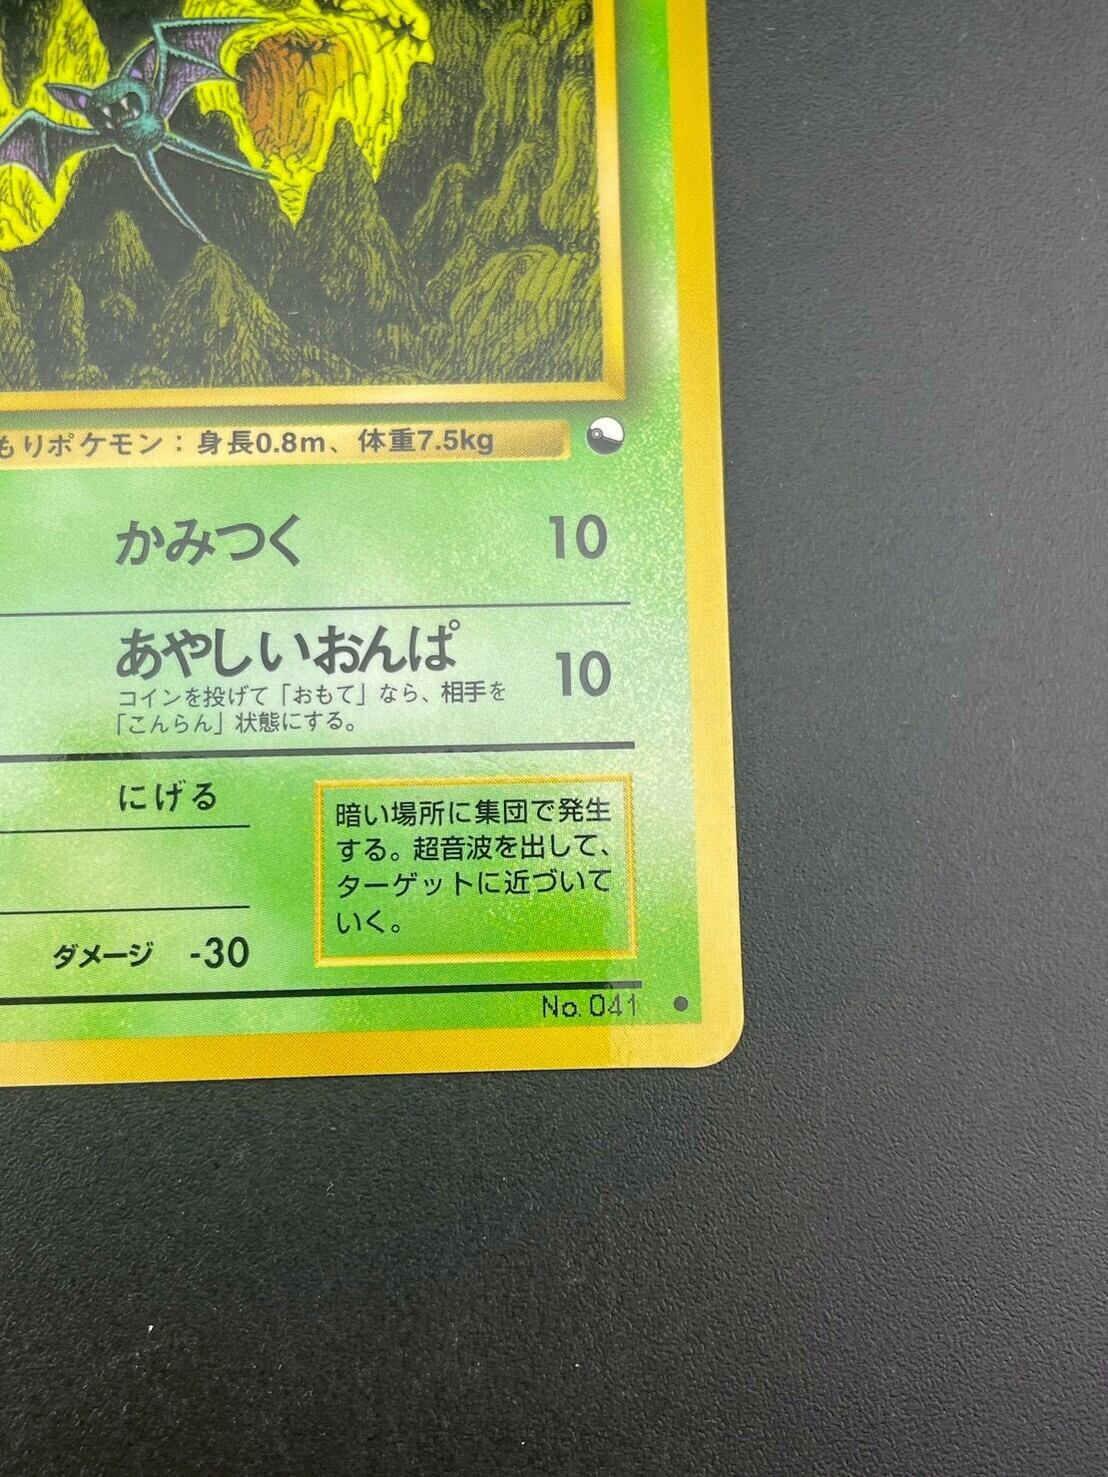 もりポケモン：身長0.8m、体重7.5kg
かみつく 10
あやしいおんぱ 10
コインを投げて「おもて」なら、相手を
「こんらん」状態にする。
にげる
暗い場所に集団で発生
する。超音波を出して、
ターゲットに近づいて
いく。
ダメージ -30
No. 041 ●